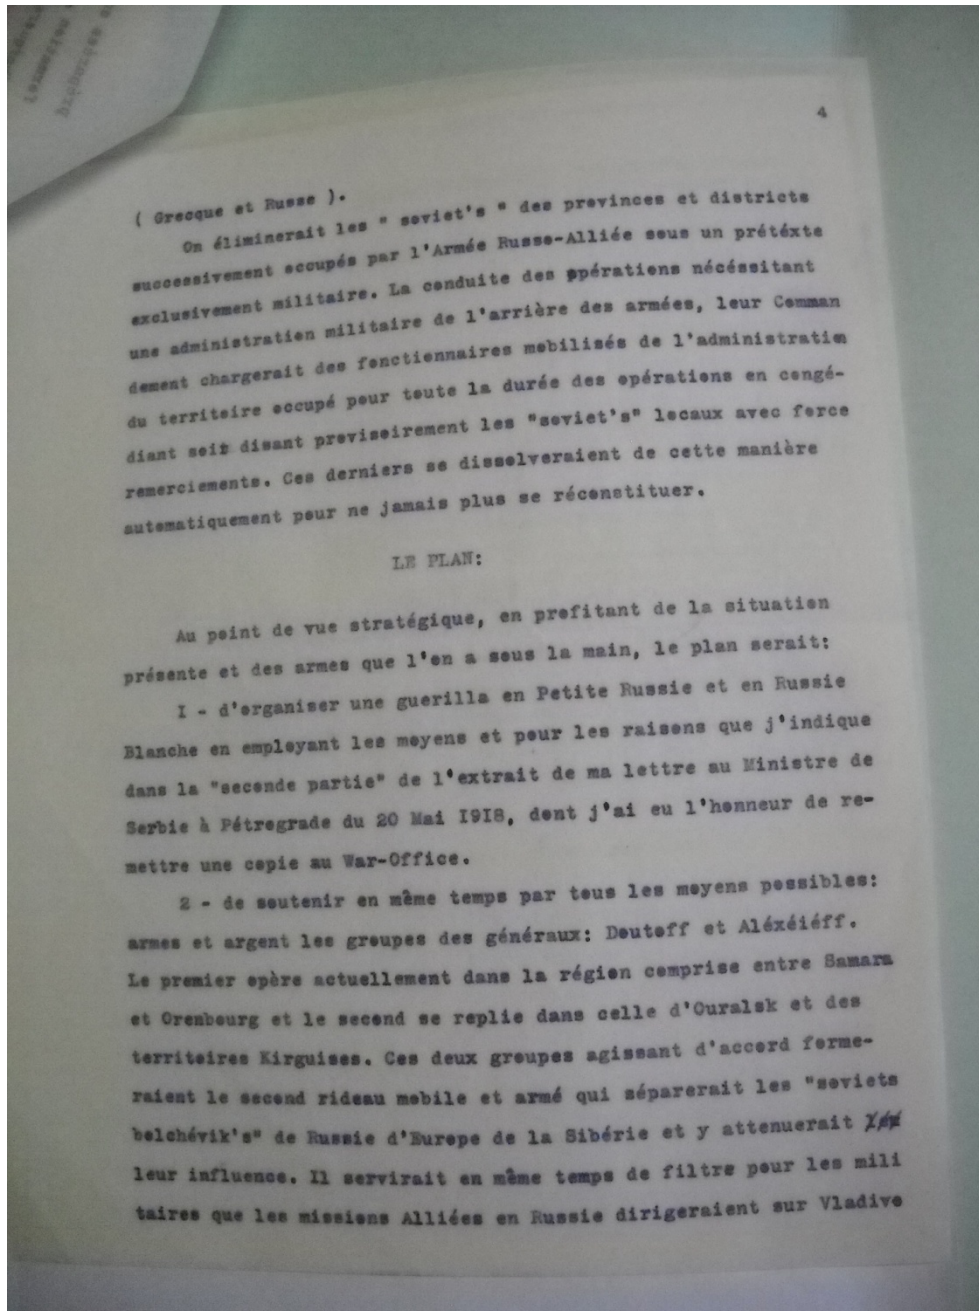 4
( Grecque et Russe ).
On éliminerait les " soviet's " des provinces et districts
successivement occupés par l'Armée Russo-Alliée sous un prétéxte
exclusivement militaire. La conduite des opérations nécéssitant
une administration militaire de l'arrière des armées, leur Comman
dement chargerait des fonctionnaires mobilisés de l'administration
du territoire occupé pour toute la durée des opérations en congé-
diant soit disant provisoirement les "soviet's" locaux avec force
remerciements. Ces derniers se dissolveraient de cette manière
automatiquement pour ne jamais plus se réconstituer.
LE PLAN:
Au point de vue stratégique, en profitant de la situation
présente et des armes que l'on a sous la main, le plan serait:
I - d'organiser une guerilla en Petite Russie et en Russie
Blanche en employant les moyens et pour les raisons que j'indique
dans la "seconde partie" de l'extrait de ma lettre au Ministre de
Serbie à Pétrograde du 20 Mai I9I8, dont j'ai eu l'honneur de re-
mettre une copie au War-Office.
2 - de soutenir en même temps par tous les moyens possibles:
armes et argent les groupes des généraux: Doutoff et Aléxéiéff.
Le premier opère actuellement dans la région comprise entre Samara
et Orenbourg et le second se replie dans celle d'Ouralsk et des
territoires Kirguises. Ces deux groupes agissant d'accord forme-
raient le second rideau mobile et armé qui séparerait les "soviets
bolchévik's" de Russie d'Europe de la Sibérie et y attenuerait
leur influence. Il servirait en même temps de filtre pour les mili
taires que les missions Alliées en Russie dirigeraient sur Vladivo